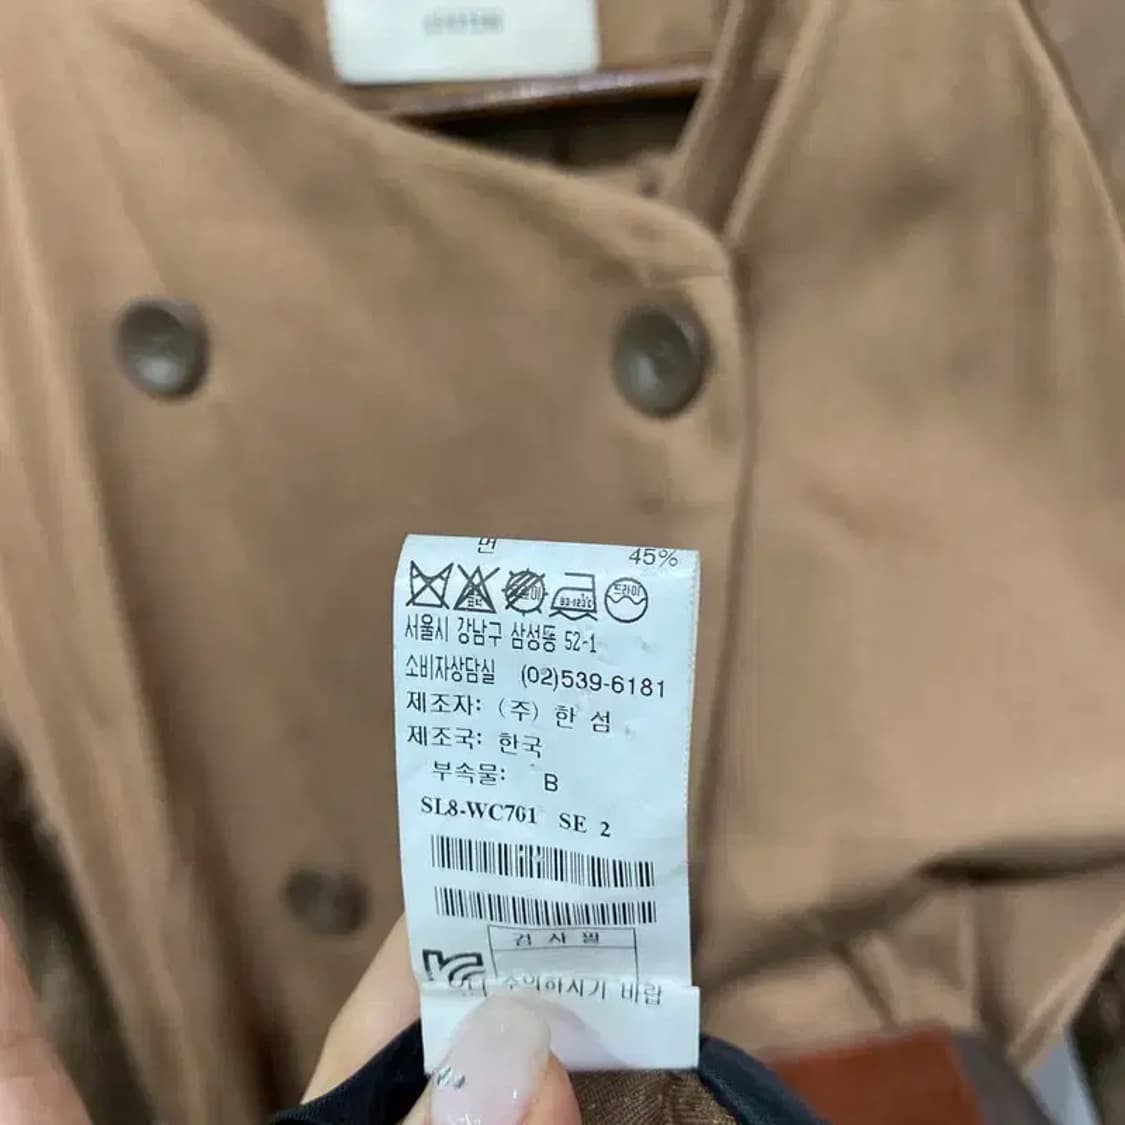 면 45%
드라이
서울시 강남구 삼성동 52-1
소비자상담실 (02)539-6181
제조자: (주) 한 섬
제조국: 한국
부속물: B
SL8-WC761 SE 2
검 사 필
주의하시기 바랍